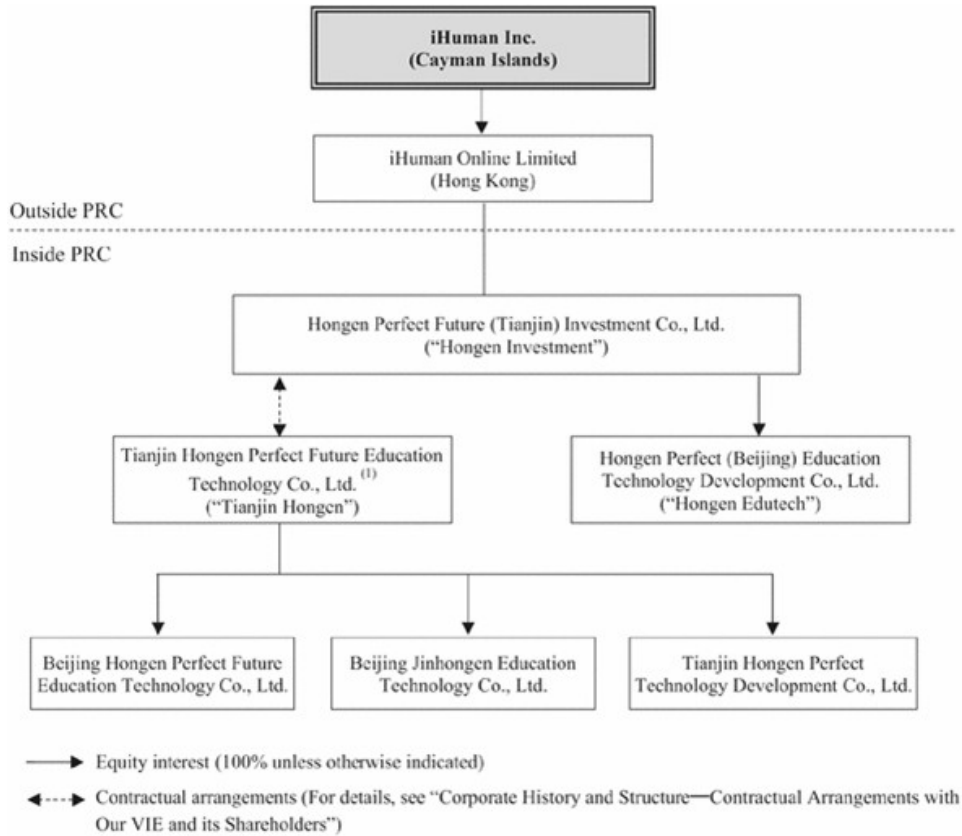 iHuman Inc.
(Cayman Islands)
iHuman Online Limited
(Hong Kong)
Outside PRC
Inside PRC
Hongen Perfect Future (Tianjin) Investment Co., Ltd.
(“Hongen Investment”)
Tianjin Hongen Perfect Future Education
Technology Co., Ltd. (1)
(“Tianjin Hongen”)
Hongen Perfect (Beijing) Education
Technology Development Co., Ltd.
(“Hongen Edutech”)
Beijing Hongen Perfect Future
Education Technology Co., Ltd.
Beijing Jinhongen Education
Technology Co., Ltd.
Tianjin Hongen Perfect
Technology Development Co., Ltd.
Equity interest (100% unless otherwise indicated)
Contractual arrangements (For details, see “Corporate History and Structure—Contractual Arrangements with
Our VIE and its Shareholders”)